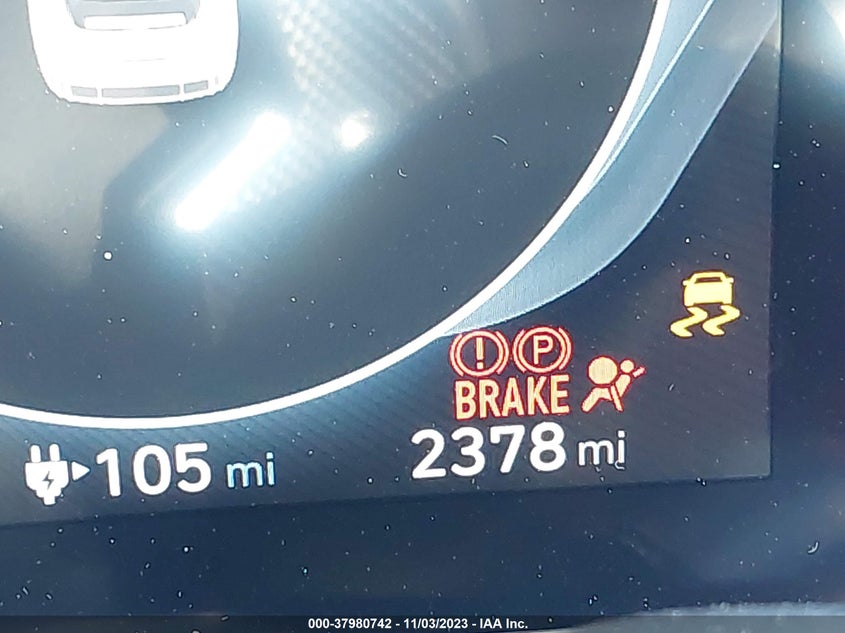 ! P
BRAKE
105 mi
2378 mi
000-37980742 - 11/03/2023 - IAA Inc.